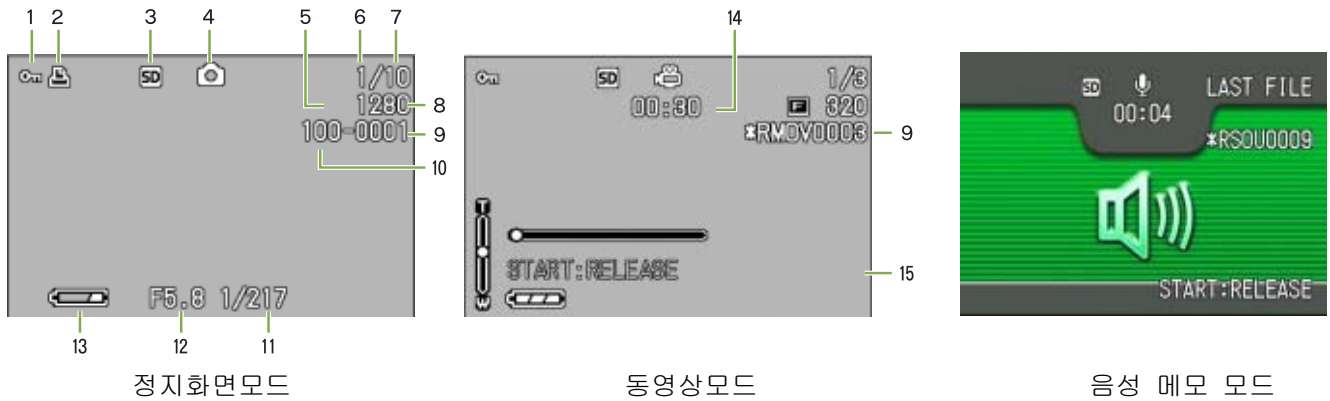 1 2 3 4 5 6 7
SD 1/10
1280 8
100-0001 9
10
F5.8 1/217
13 12 11
정지화면모드
14
SD 1/3
00:30 F 320
*RMOV0003 9
T
START:RELEASE 15
W
동영상모드
SD LAST FILE
00:04
*RSOU0009
START:RELEASE
음성 메모 모드